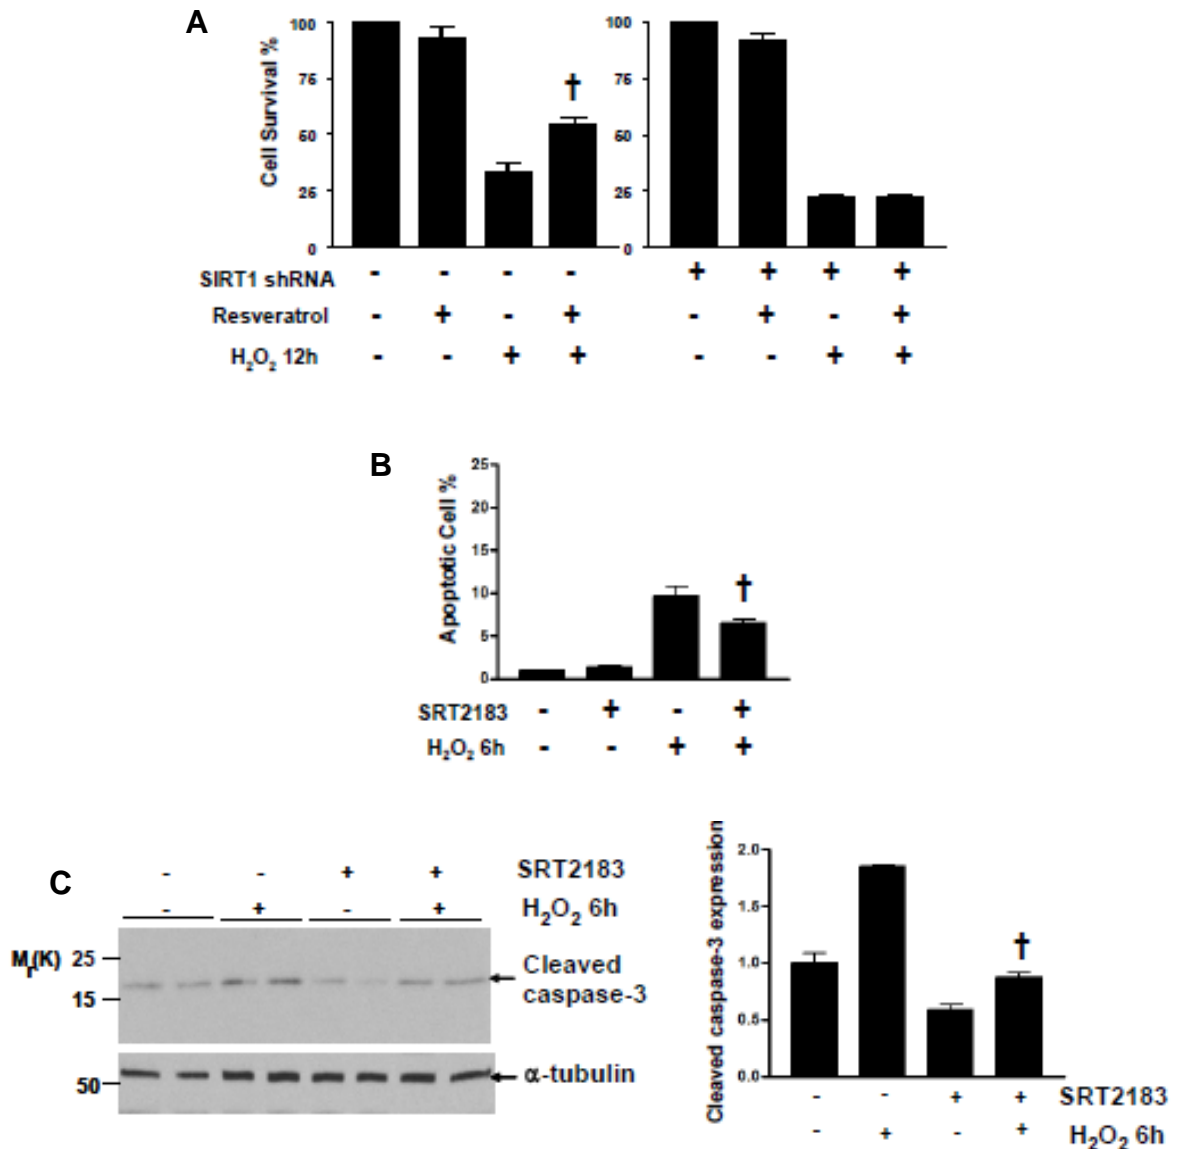 A
Cell Survival %
100
75
50
25
0
100
75
50
25
0
†
SIRT1 shRNA - - - - + + + +
Resveratrol - + - + - + - +
H₂O₂ 12h - - + + - - + +
B
Apoptotic Cell %
25
20
15
10
5
0
†
SRT2183 - + - +
H₂O₂ 6h - - + +
C
- - + + SRT2183
- + - + H₂O₂ 6h
Mr(K) 25
15
Cleaved
caspase-3
50
α-tubulin
Cleaved caspase-3 expression
2.0
1.5
1.0
0.5
0.0
†
- - + + SRT2183
- + - + H₂O₂ 6h